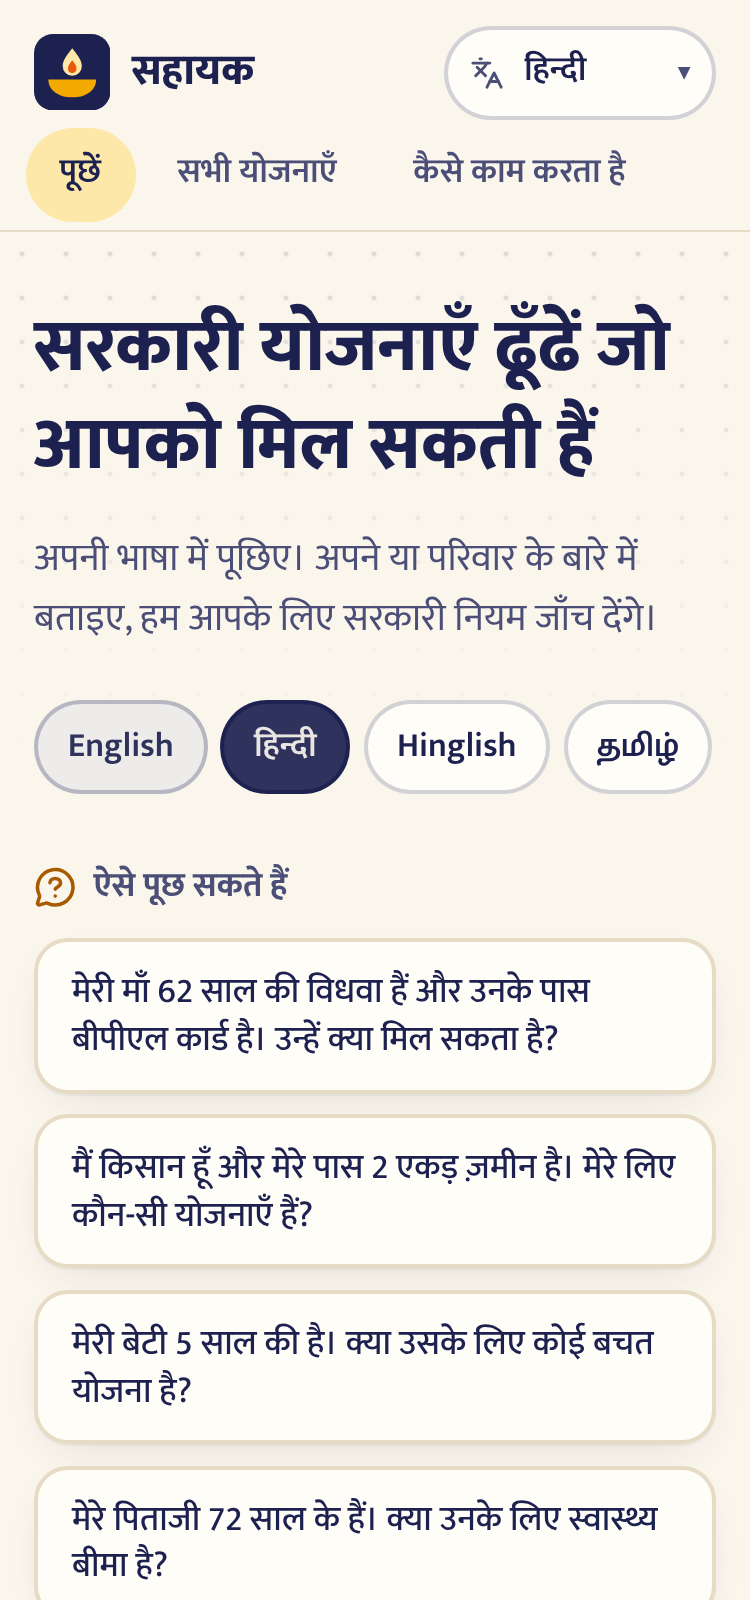 सहायक
हिन्दी
पूछें
सभी योजनाएँ
कैसे काम करता है
सरकारी योजनाएँ ढूँढें जो
आपको मिल सकती हैं
अपनी भाषा में पूछिए। अपने या परिवार के बारे में
बताइए, हम आपके लिए सरकारी नियम जाँच देंगे।
English
हिन्दी
Hinglish
தமிழ்
ऐसे पूछ सकते हैं
मेरी माँ 62 साल की विधवा हैं और उनके पास
बीपीएल कार्ड है। उन्हें क्या मिल सकता है?
मैं किसान हूँ और मेरे पास 2 एकड़ ज़मीन है। मेरे लिए
कौन-सी योजनाएँ हैं?
मेरी बेटी 5 साल की है। क्या उसके लिए कोई बचत
योजना है?
मेरे पिताजी 72 साल के हैं। क्या उनके लिए स्वास्थ्य
बीमा है?